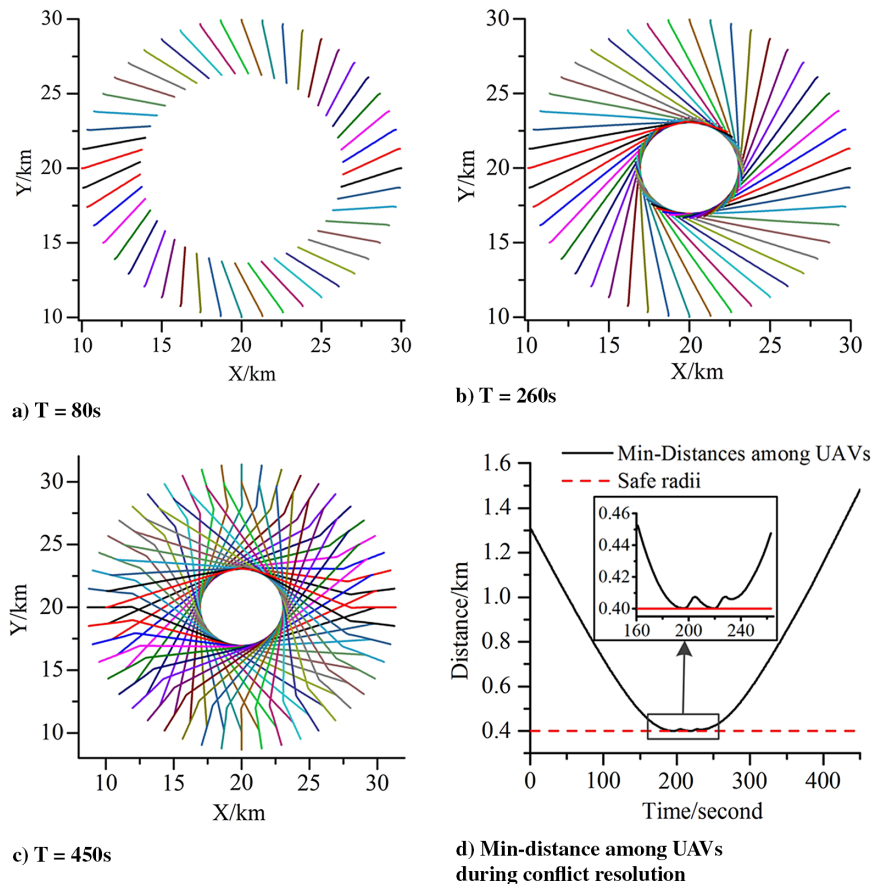 30
25
20
15
10
Y/km
10 15 20 25 30
X/km
a) T = 80s
30
25
20
15
10
Y/km
10 15 20 25 30
X/km
b) T = 260s
30
25
20
15
10
Y/km
10 15 20 25 30
X/km
c) T = 450s
Min-Distances among UAVs
Safe radii
1.6
1.4
1.2
1.0
0.8
0.6
0.4
Distance/km
0.46
0.44
0.42
0.40
160 200 240
0 100 200 300 400
Time/second
d) Min-distance among UAVs
during conflict resolution